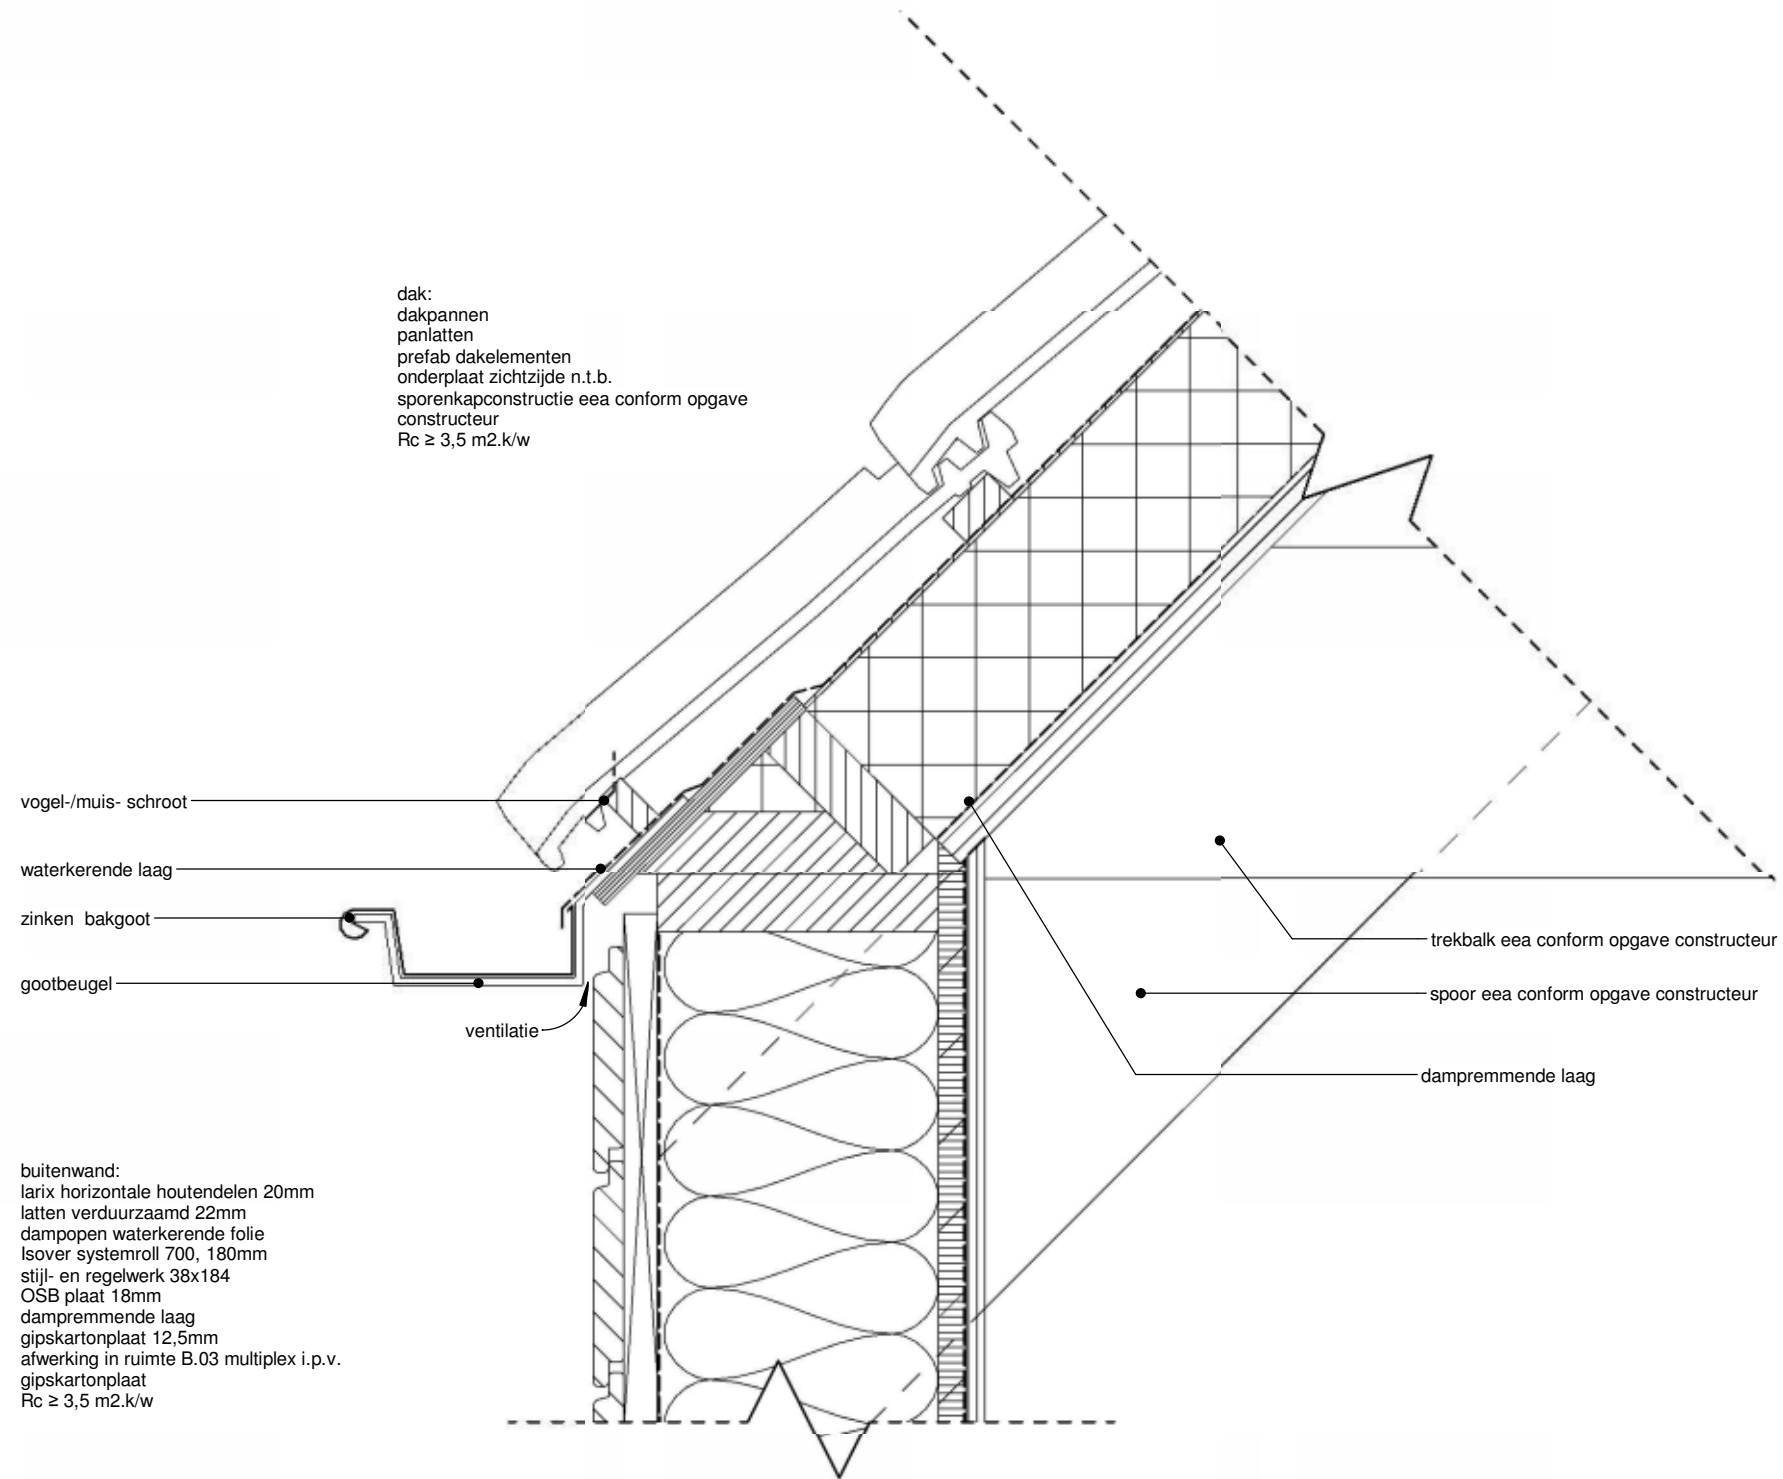 dak:
dakpannen
panlatten
prefab dakelementen
onderplaat zichtzijde n.t.b.
sporenkapconstructie eea conform opgave
constructeur
Rc ≥ 3,5 m2.k/w
vogel-/muis- schroot
waterkerende laag
zinken bakgoot
gootbeugel
ventilatie
trekbalk eea conform opgave constructeur
spoor eea conform opgave constructeur
dampremmende laag
buitenwand:
larix horizontale houtendelen 20mm
latten verduurzaamd 22mm
dampopen waterkerende folie
Isover systemroll 700, 180mm
stijl- en regelwerk 38x184
OSB plaat 18mm
dampremmende laag
gipskartonplaat 12,5mm
afwerking in ruimte B.03 multiplex i.p.v.
gipskartonplaat
Rc ≥ 3,5 m2.k/w